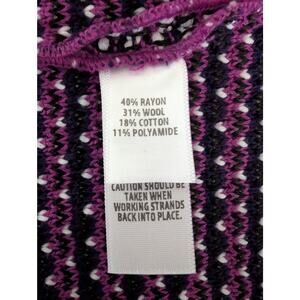 40% RAYON
31% WOOL
18% COTTON
11% POLYAMIDE
CAUTION SHOULD BE
TAKEN WHEN
WORKING STRANDS
BACK INTO PLACE.